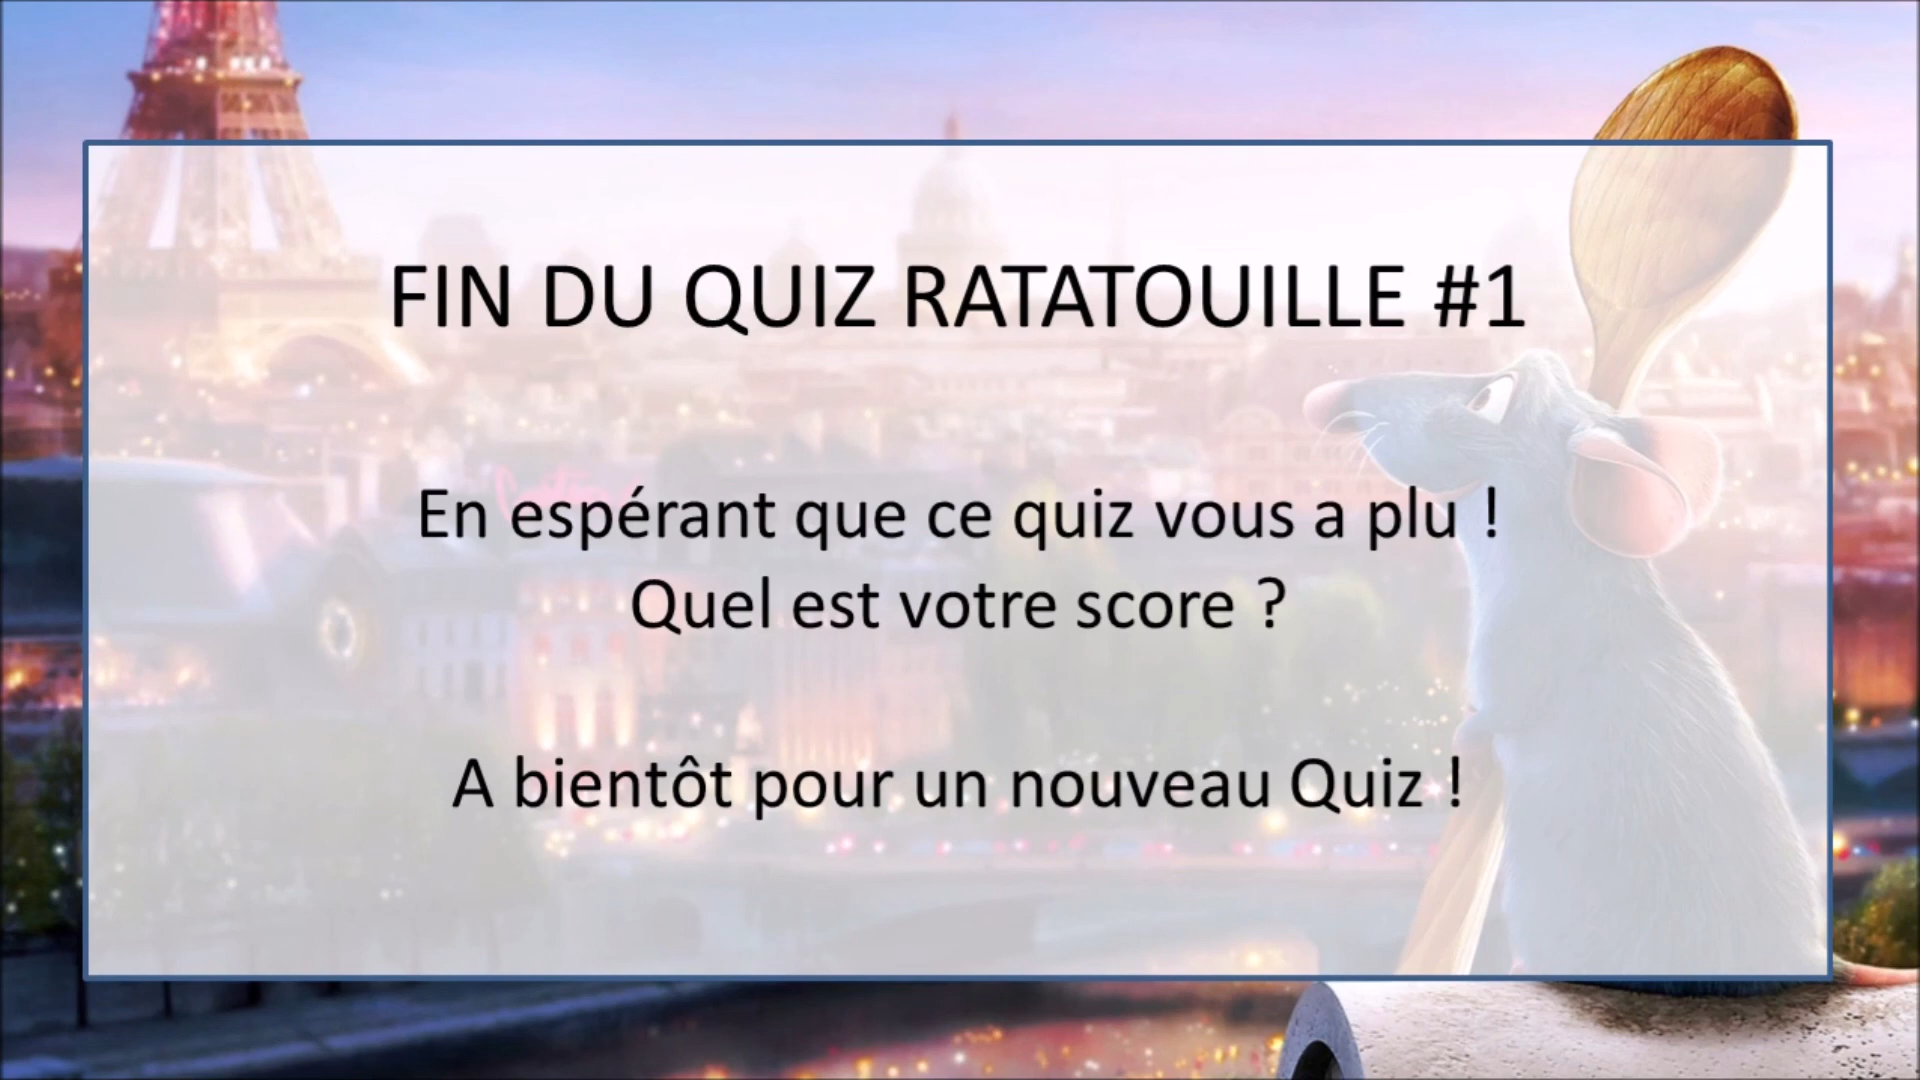 FIN DU QUIZ RATATOUILLE #1
En espérant que ce quiz vous a plu !
Quel est votre score ?
A bientôt pour un nouveau Quiz !